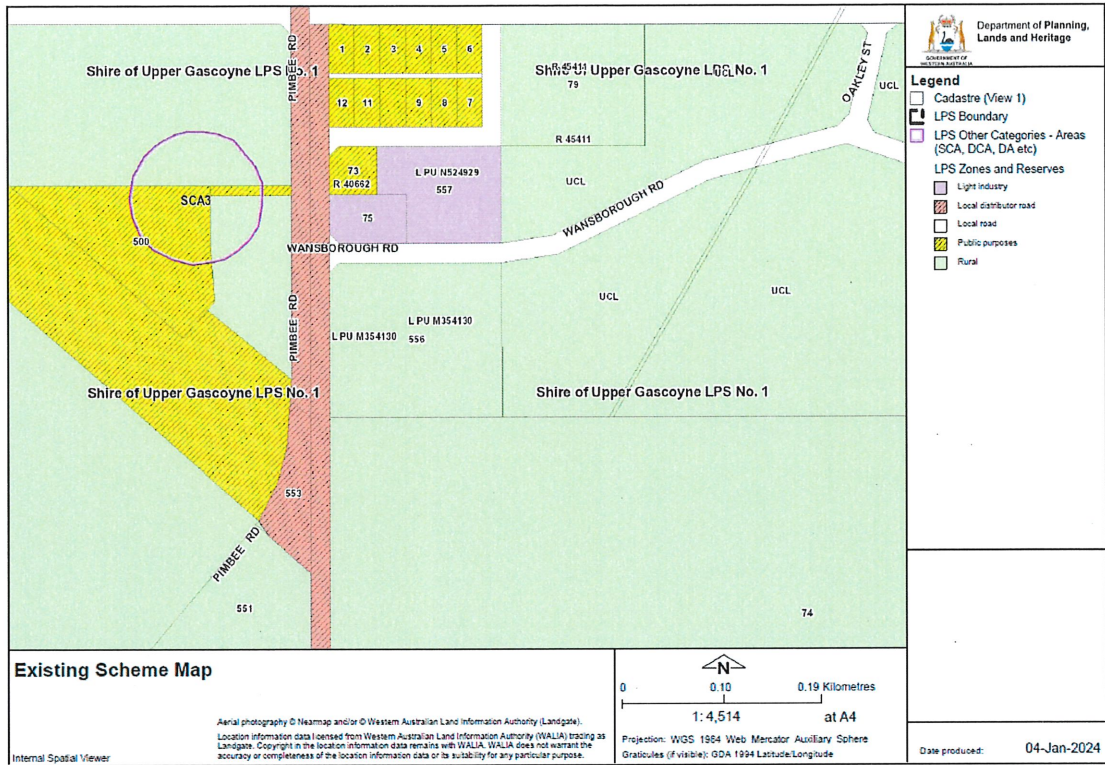 Shire of Upper Gascoyne LPS No. 1
PIMBEE RD
1 2 3 4 5 6
12 11 9 8 7
R 45411
UCL
Shire of Upper Gascoyne LPS No. 1
79
R 45411
OAKLEY ST
UCL
73
R 40662
L PU N524929
557
UCL
SCA3
75
500
WANSBOROUGH RD
WANSBOROUGH RD
PIMBEE RD
L PU M354130
L PU M354130
556
UCL
UCL
Shire of Upper Gascoyne LPS No. 1
Shire of Upper Gascoyne LPS No. 1
553
PIMBEE RD
551
74
GOVERNMENT OF
WESTERN AUSTRALIA
Department of Planning,
Lands and Heritage
Legend
Cadastre (View 1)
LPS Boundary
LPS Other Categories - Areas
(SCA, DCA, DA etc)
LPS Zones and Reserves
Light industry
Local distributor road
Local road
Public purposes
Rural
Existing Scheme Map
Aerial photography © Nearmap and/or © Western Australian Land Information Authority (Landgate).
Location information data licensed from Western Australian Land Information Authority (WALIA) trading as
Landgate. Copyright in the location information data remains with WALIA. WALIA does not warrant the
accuracy or completeness of the location information data or its suitability for any particular purpose.
Internal Spatial Viewer
N
0 0.10 0.19 Kilometres
1: 4,514 at A4
Projection: WGS 1984 Web Mercator Auxiliary Sphere
Graticules (if visible): GDA 1994 Latitude/Longitude
Date produced: 04-Jan-2024